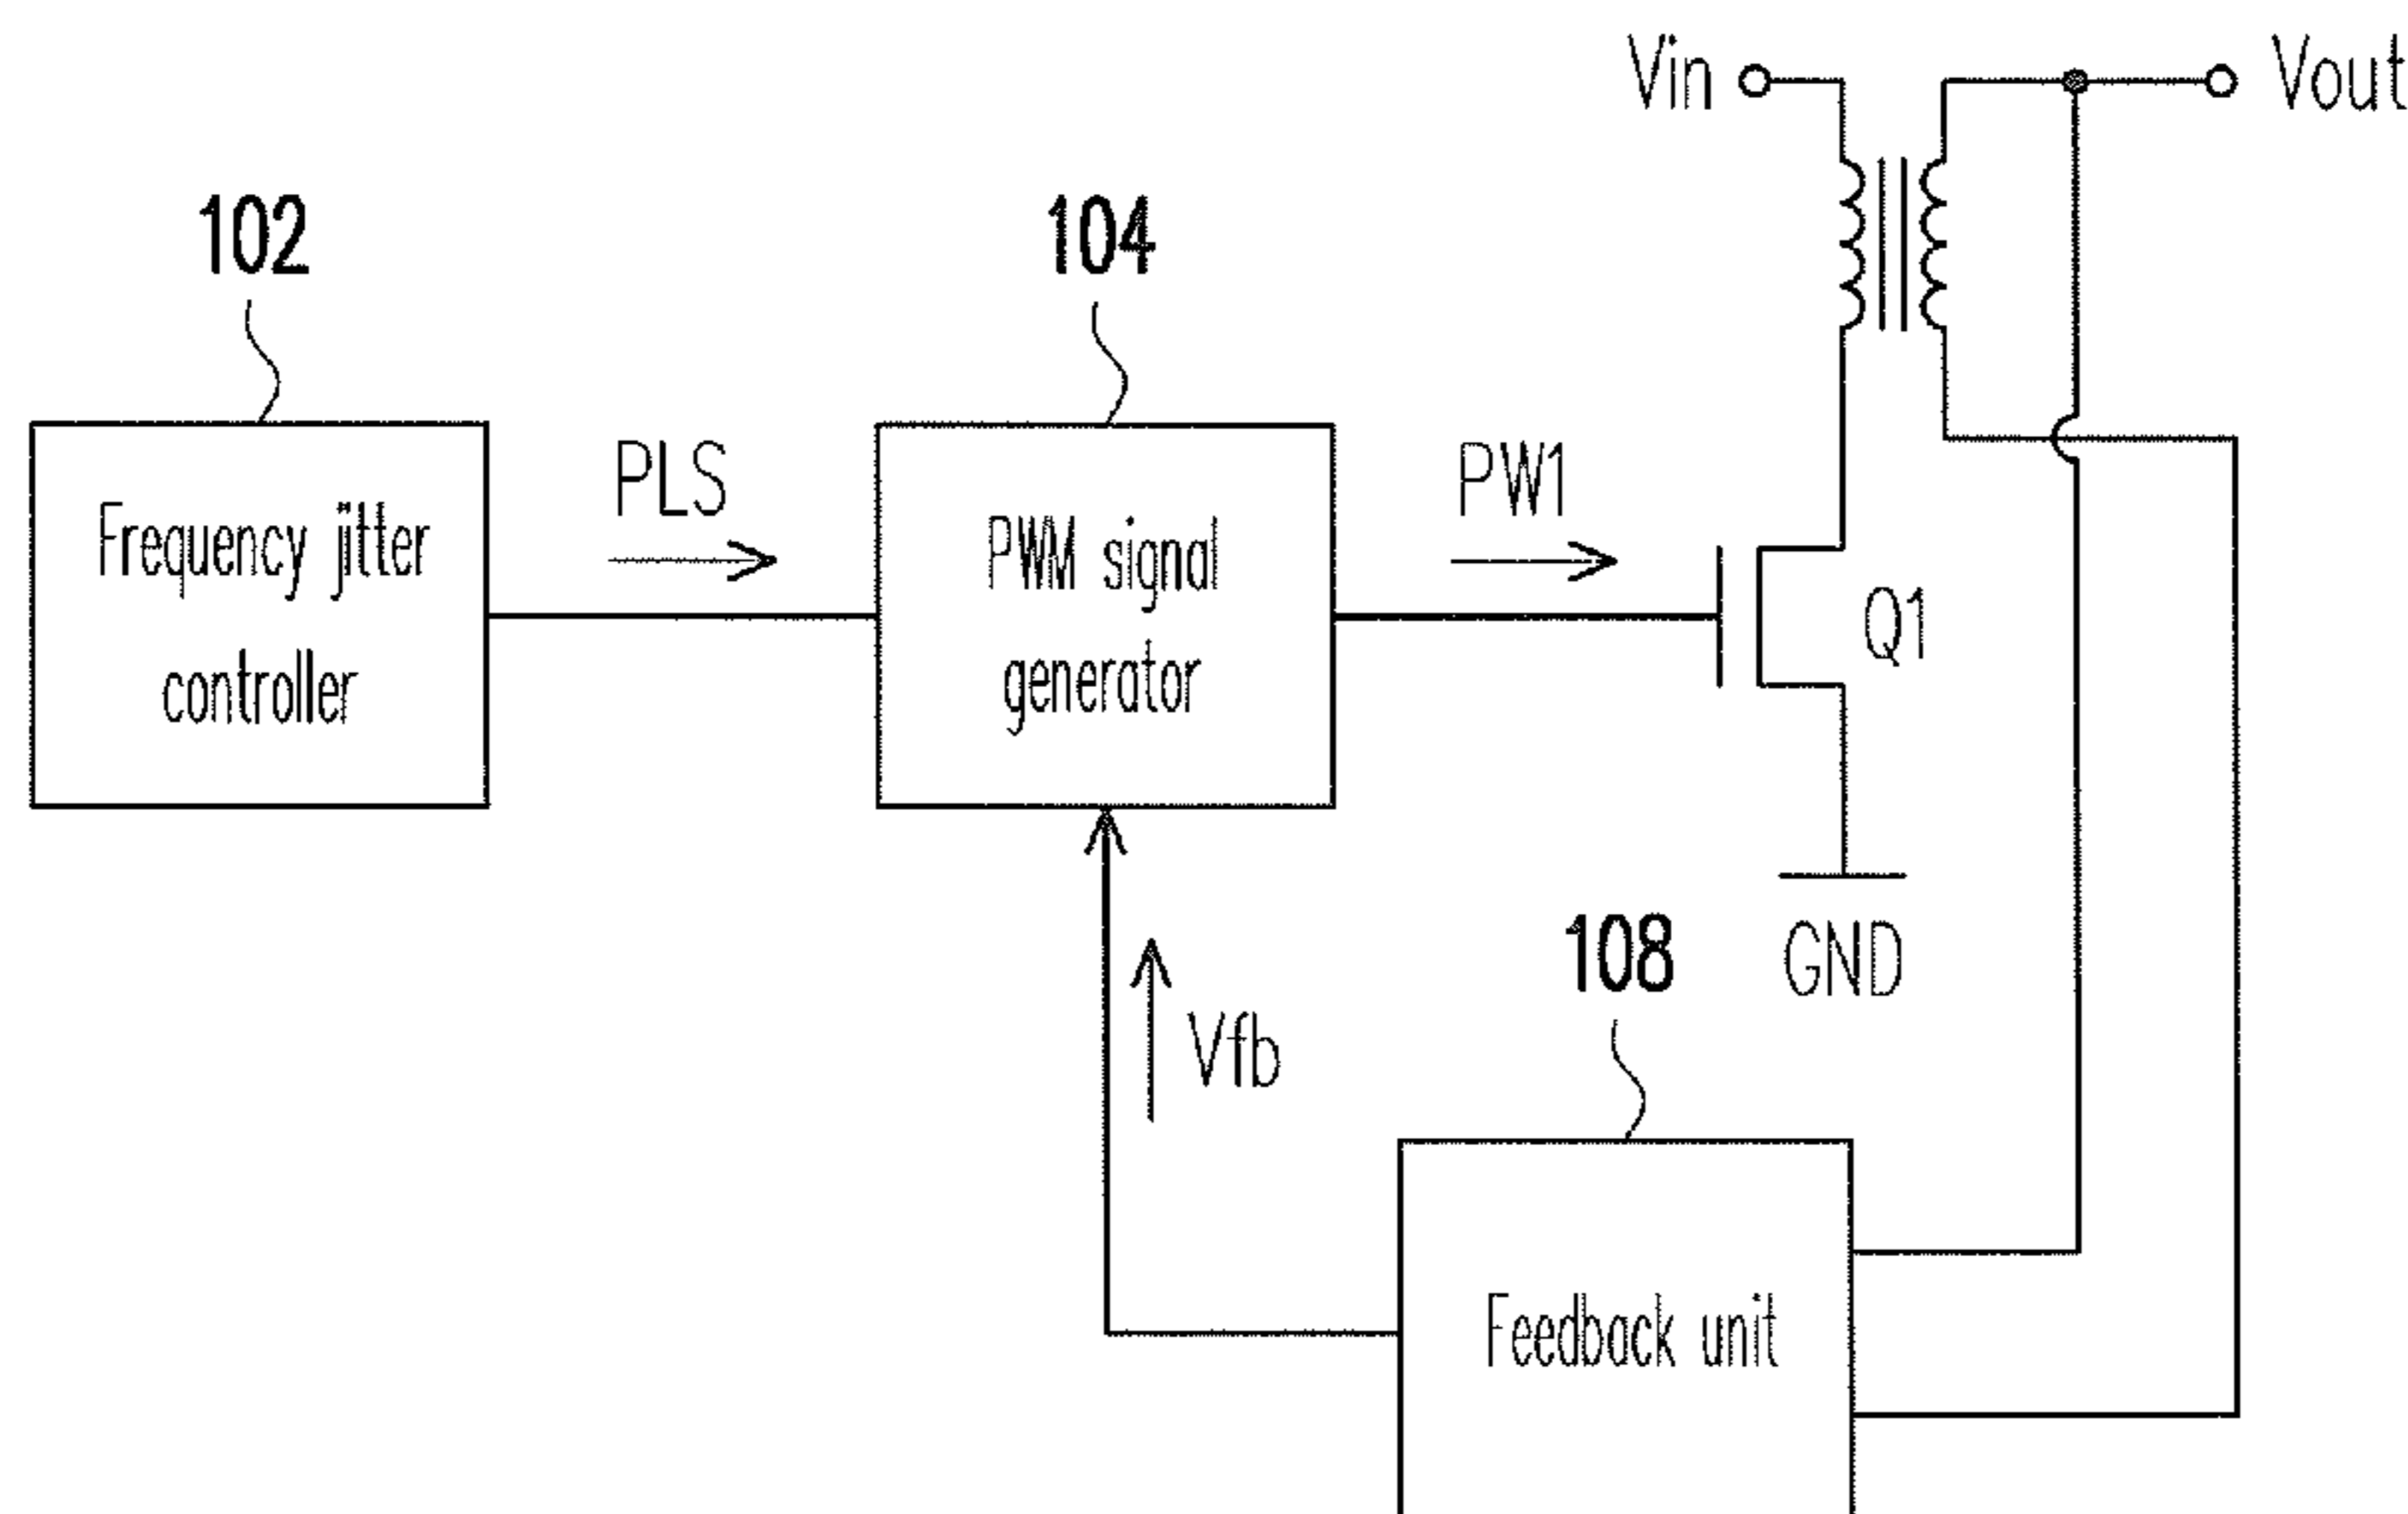 Vin
Vout
102
104
PLS
PW1
Frequency jitter
controller
PWM signal
generator
Q1
GND
108
Vfb
Feedback unit